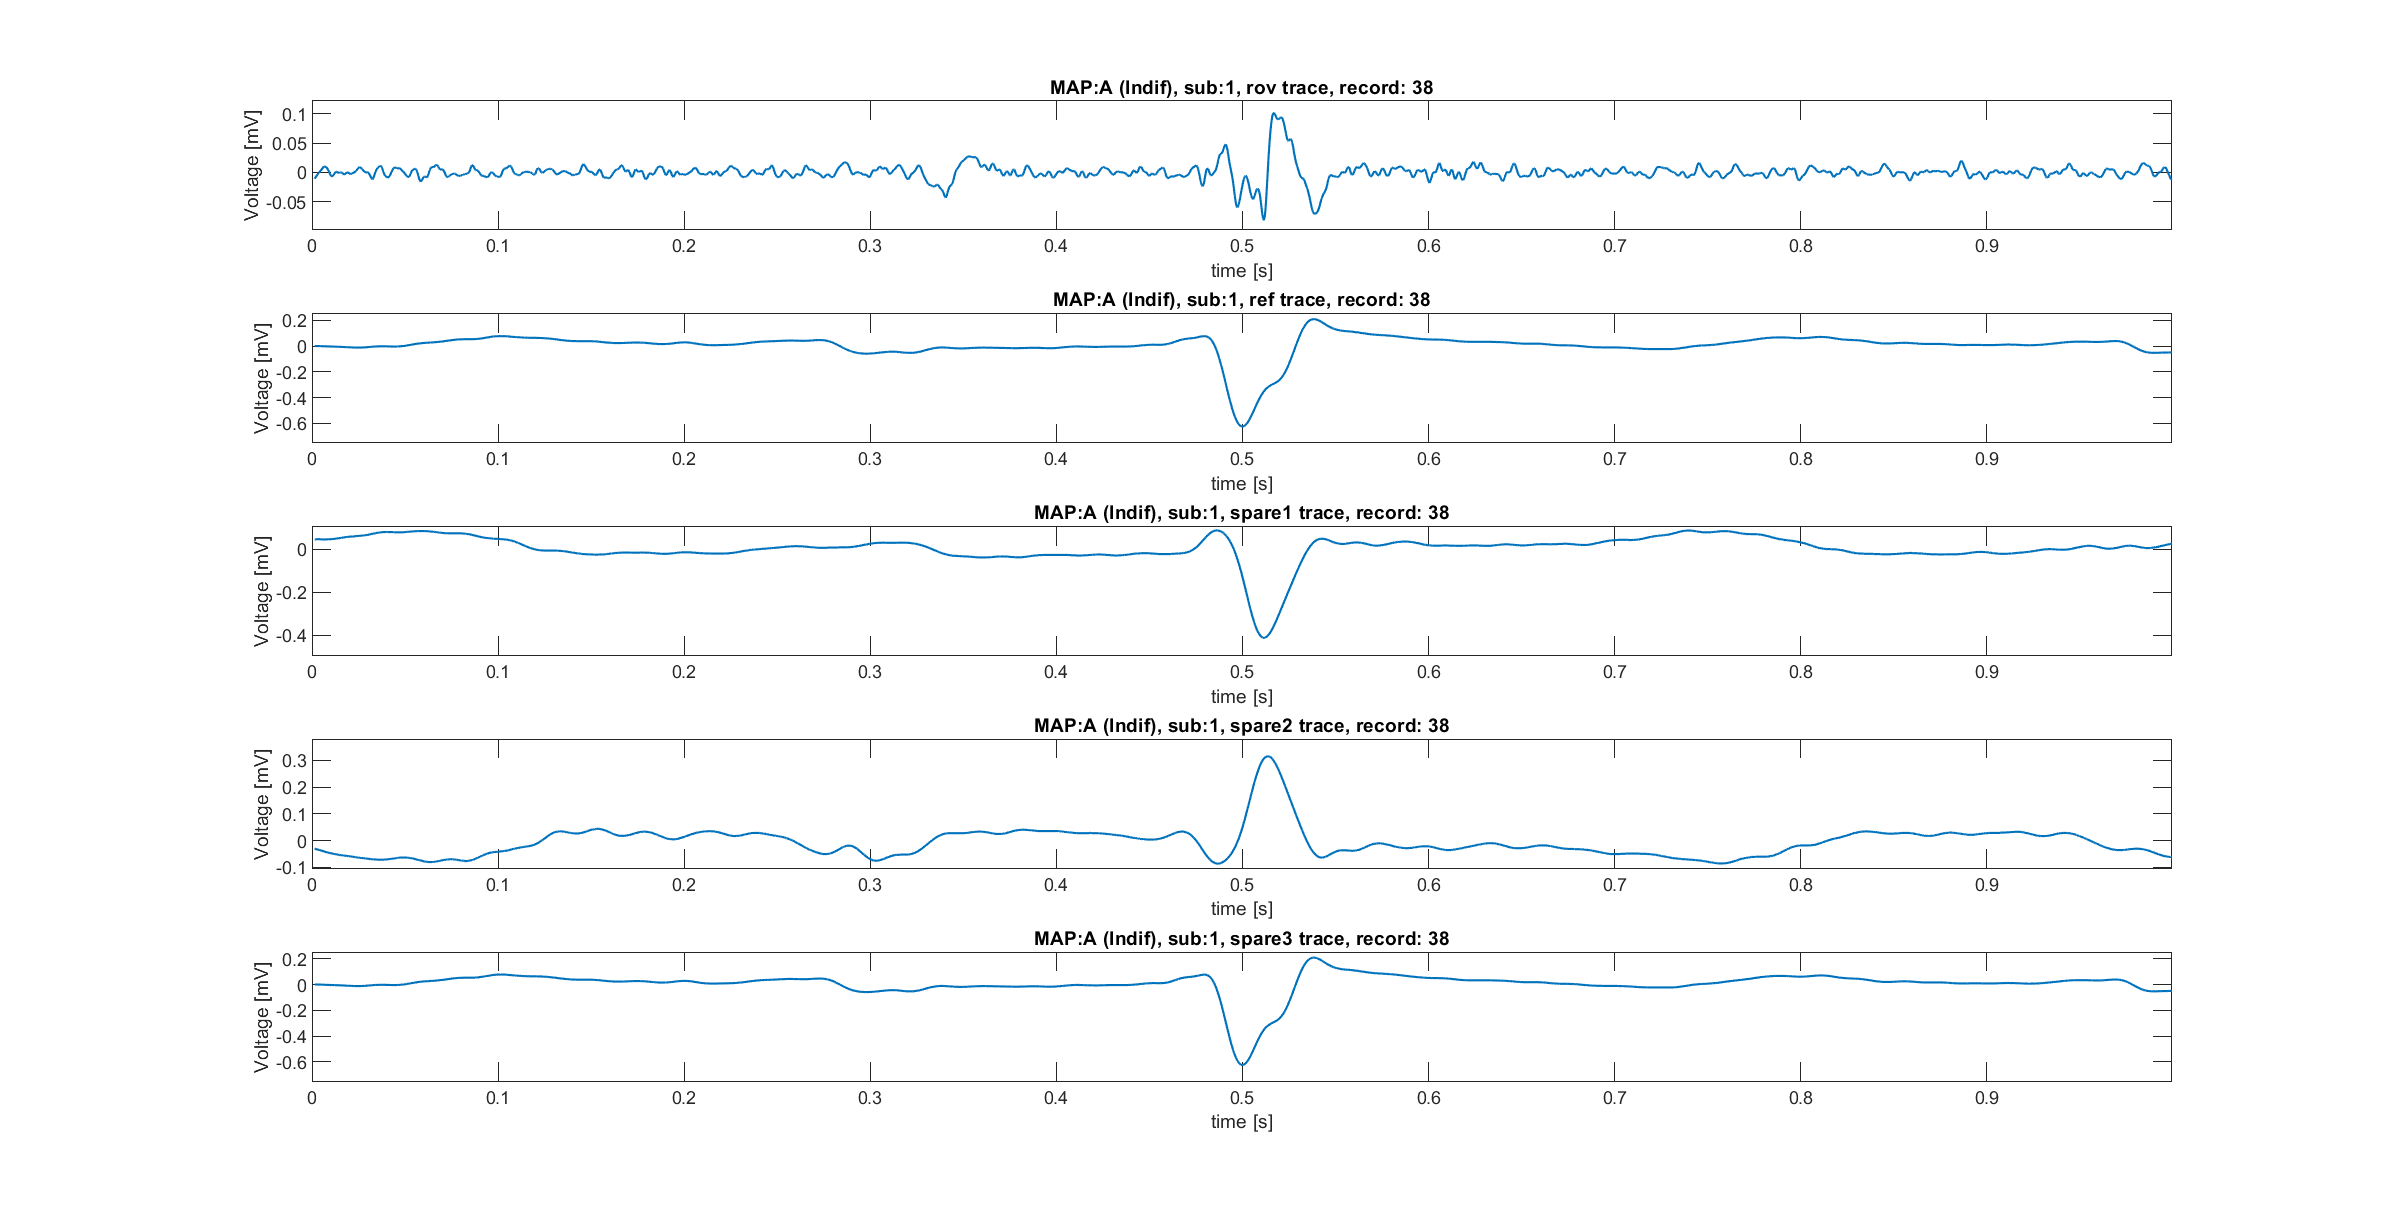 MAP:A (Indif), sub:1, rov trace, record: 38
Voltage [mV]
0.1
0.05
0
-0.05
0 0.1 0.2 0.3 0.4 0.5 0.6 0.7 0.8 0.9
time [s]
MAP:A (Indif), sub:1, ref trace, record: 38
Voltage [mV]
0.2
0
-0.2
-0.4
-0.6
0 0.1 0.2 0.3 0.4 0.5 0.6 0.7 0.8 0.9
time [s]
MAP:A (Indif), sub:1, spare1 trace, record: 38
Voltage [mV]
0
-0.2
-0.4
0 0.1 0.2 0.3 0.4 0.5 0.6 0.7 0.8 0.9
time [s]
MAP:A (Indif), sub:1, spare2 trace, record: 38
Voltage [mV]
0.3
0.2
0.1
0
-0.1
0 0.1 0.2 0.3 0.4 0.5 0.6 0.7 0.8 0.9
time [s]
MAP:A (Indif), sub:1, spare3 trace, record: 38
Voltage [mV]
0.2
0
-0.2
-0.4
-0.6
0 0.1 0.2 0.3 0.4 0.5 0.6 0.7 0.8 0.9
time [s]